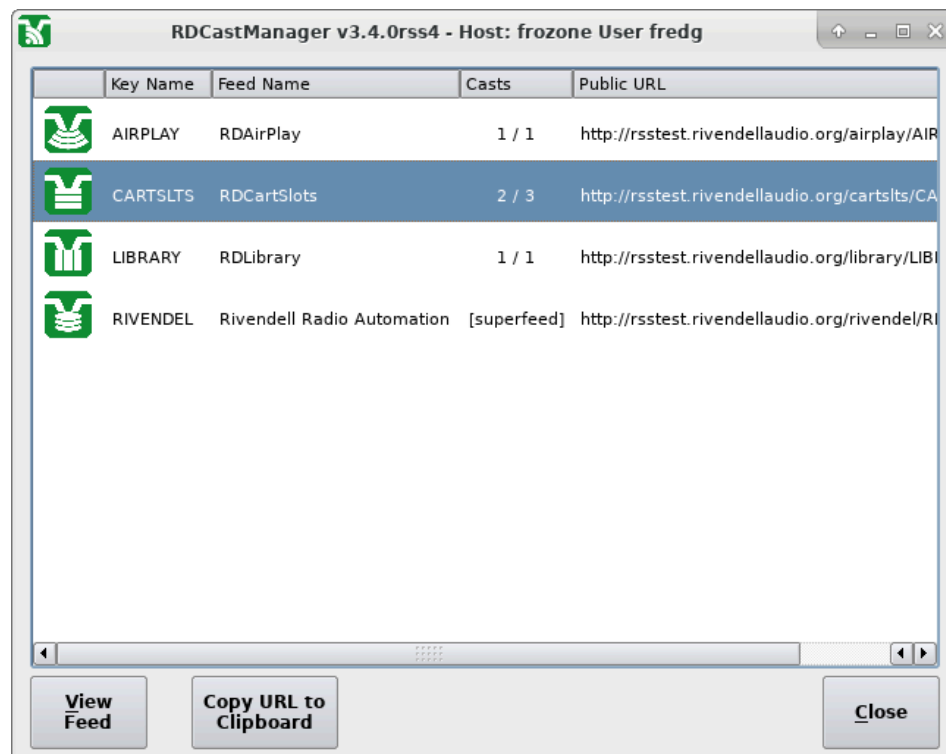 RDCastManager v3.4.0rss4 - Host: frozone User fredg
Key Name Feed Name Casts Public URL
AIRPLAY RDAirPlay 1 / 1 http://rsstest.rivendellaudio.org/airplay/AIR
CARTSLTS RDCartSlots 2 / 3 http://rsstest.rivendellaudio.org/cartslts/CA
LIBRARY RDLibrary 1 / 1 http://rsstest.rivendellaudio.org/library/LIB
RIVENDEL Rivendell Radio Automation [superfeed] http://rsstest.rivendellaudio.org/rivendel/RI
View
Feed
Copy URL to
Clipboard
Close